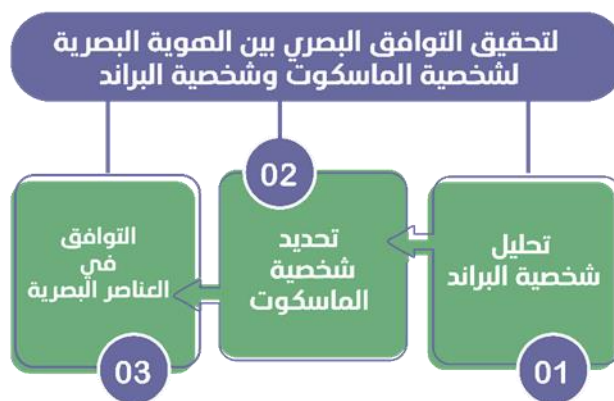 لتحقيق التوافق البصري بين الهوية البصرية
لشخصية الماسكوت وشخصية البراند
تحليل
شخصية البراند
01
02
تحديد
شخصية
الماسكوت
التوافق
في
العناصر البصرية
03